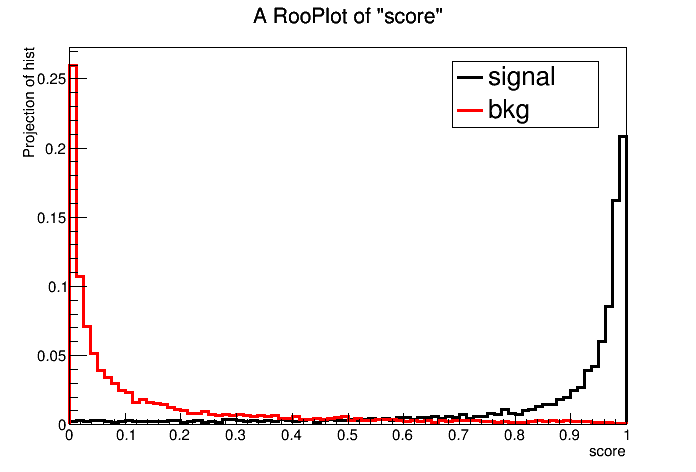 A RooPlot of "score"
Projection of hist
signal
bkg
0.25
0.2
0.15
0.1
0.05
0
0 0.1 0.2 0.3 0.4 0.5 0.6 0.7 0.8 0.9 1
score